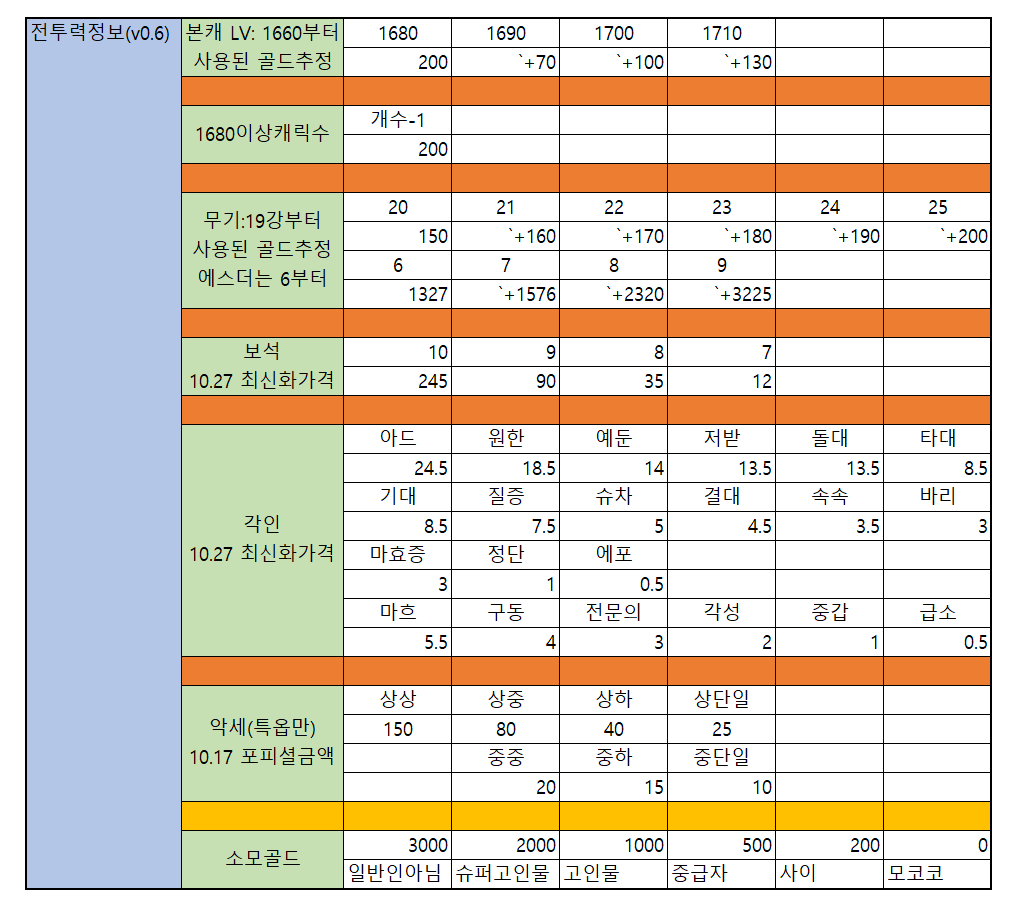 전투력정보(v0.6)
본캐 LV: 1660부터 사용된 골드추정
1680 1690 1700 1710
200 `+70 `+100 `+130
1680이상캐릭수
개수-1
200
무기:19강부터
사용된 골드추정
에스더는 6부터
20 21 22 23 24 25
150 `+160 `+170 `+180 `+190 `+200
6 7 8 9
1327 `+1576 `+2320 `+3225
보석
10.27 최신화가격
10 9 8 7
245 90 35 12
각인
10.27 최신화가격
아드 원한 예둔 저받 돌대 타대
24.5 18.5 14 13.5 13.5 8.5
기대 질증 슈차 결대 속속 바리
8.5 7.5 5 4.5 3.5 3
마효증 정단 에포
3 1 0.5
마흐 구동 전문의 각성 중갑 급소
5.5 4 3 2 1 0.5
악세(특옵만)
10.17 포피셜금액
상상 상중 상하 상단일
150 80 40 25
중중 중하 중단일
20 15 10
소모골드
3000 2000 1000 500 200 0
일반인아님 슈퍼고인물 고인물 중급자 사이 모코코